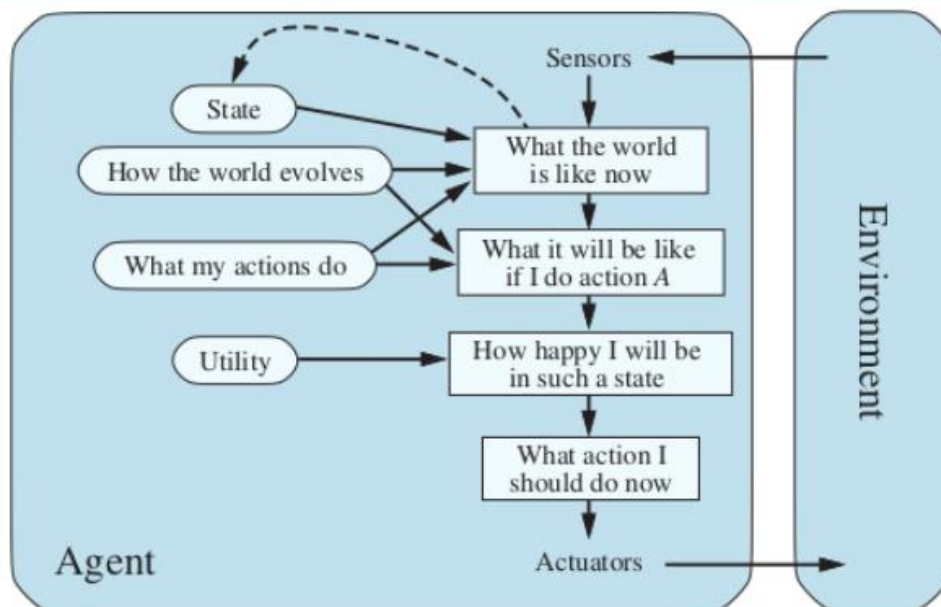 Sensors
State
What the world
is like now
How the world evolves
What it will be like
if I do action A
What my actions do
How happy I will be
in such a state
Utility
What action I
should do now
Actuators
Agent
Environment